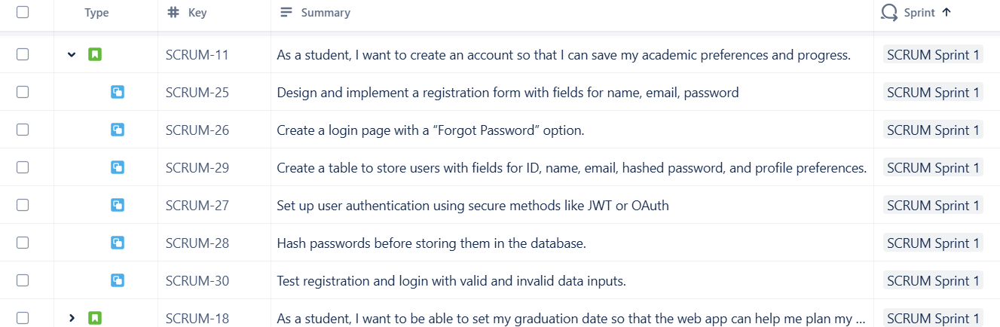 Type # Key Summary Sprint ↑
SCRUM-11 As a student, I want to create an account so that I can save my academic preferences and progress. SCRUM Sprint 1
SCRUM-25 Design and implement a registration form with fields for name, email, password SCRUM Sprint 1
SCRUM-26 Create a login page with a “Forgot Password” option. SCRUM Sprint 1
SCRUM-29 Create a table to store users with fields for ID, name, email, hashed password, and profile preferences. SCRUM Sprint 1
SCRUM-27 Set up user authentication using secure methods like JWT or OAuth SCRUM Sprint 1
SCRUM-28 Hash passwords before storing them in the database. SCRUM Sprint 1
SCRUM-30 Test registration and login with valid and invalid data inputs. SCRUM Sprint 1
SCRUM-18 As a student, I want to be able to set my graduation date so that the web app can help me plan my ... SCRUM Sprint 1